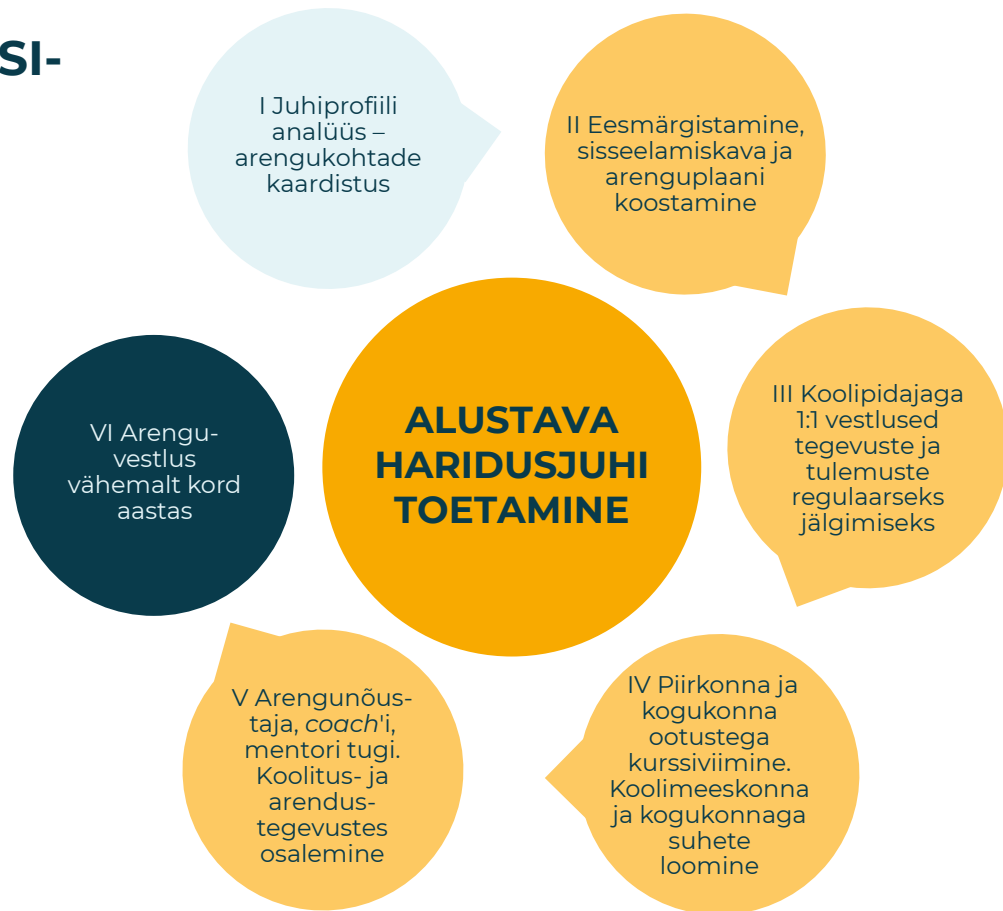 SI-
I Juhiprofiili
analüüs –
arengukohtade
kaardistus
II Eesmärgistamine,
sisseelamiskava ja
arenguplaani
koostamine
III Koolipidajaga
1:1 vestlused
tegevuste ja
tulemuste
regulaarseks
jälgimiseks
ALUSTAVA
HARIDUSJUHI
TOETAMINE
VI Arengu-
vestlus
vähemalt kord
aastas
V Arengunõus-
taja, coach'i,
mentori tugi.
Koolitus- ja
arendus-
tegevustes
osalemine
IV Piirkonna ja
kogukonna
ootustega
kurssiviimine.
Koolimeeskonna
ja kogukonnaga
suhete
loomine